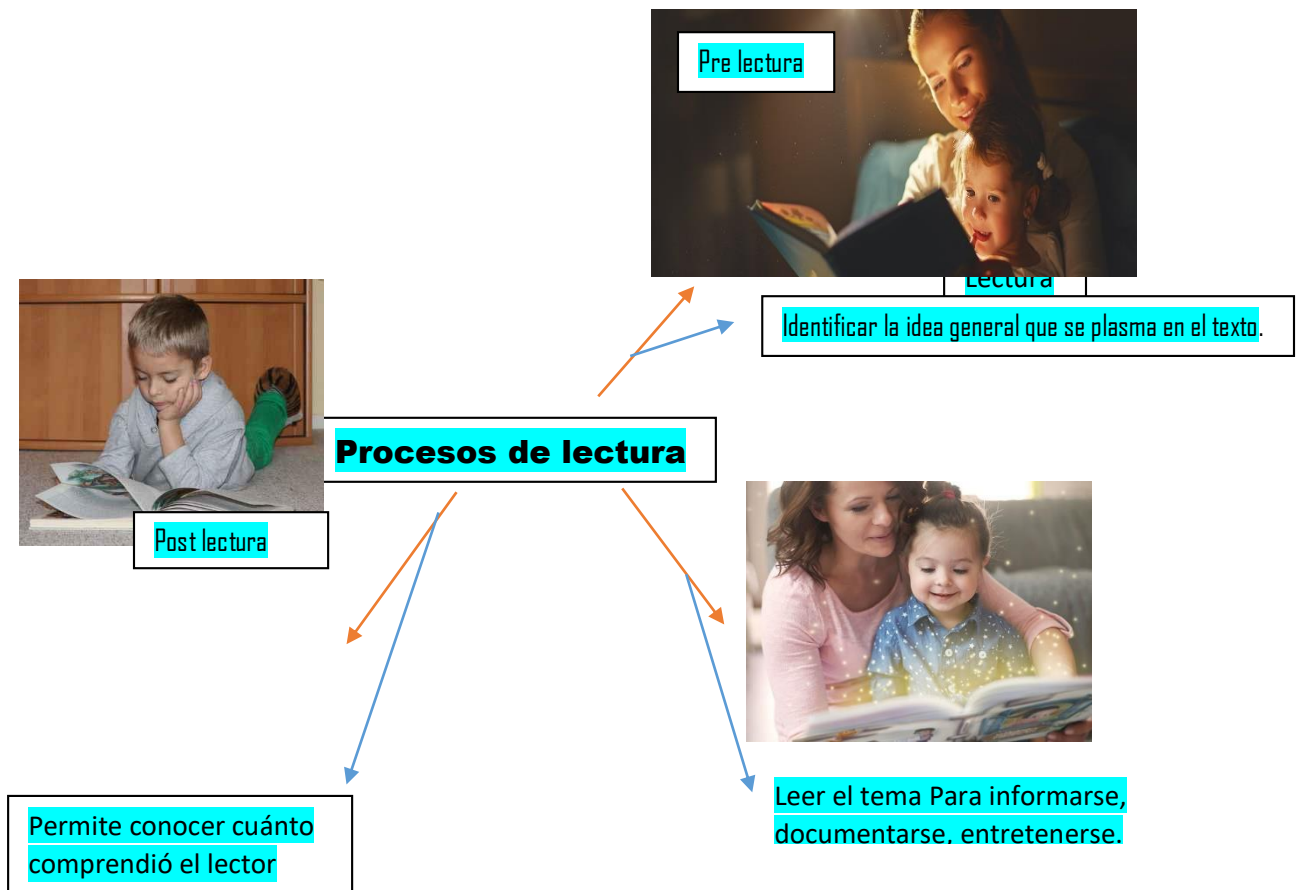 Pre lectura
Lectura
Identificar la idea general que se plasma en el texto.
Procesos de lectura
Post lectura
Leer el tema Para informarse,
documentarse, entretenerse.
Permite conocer cuánto
comprendió el lector